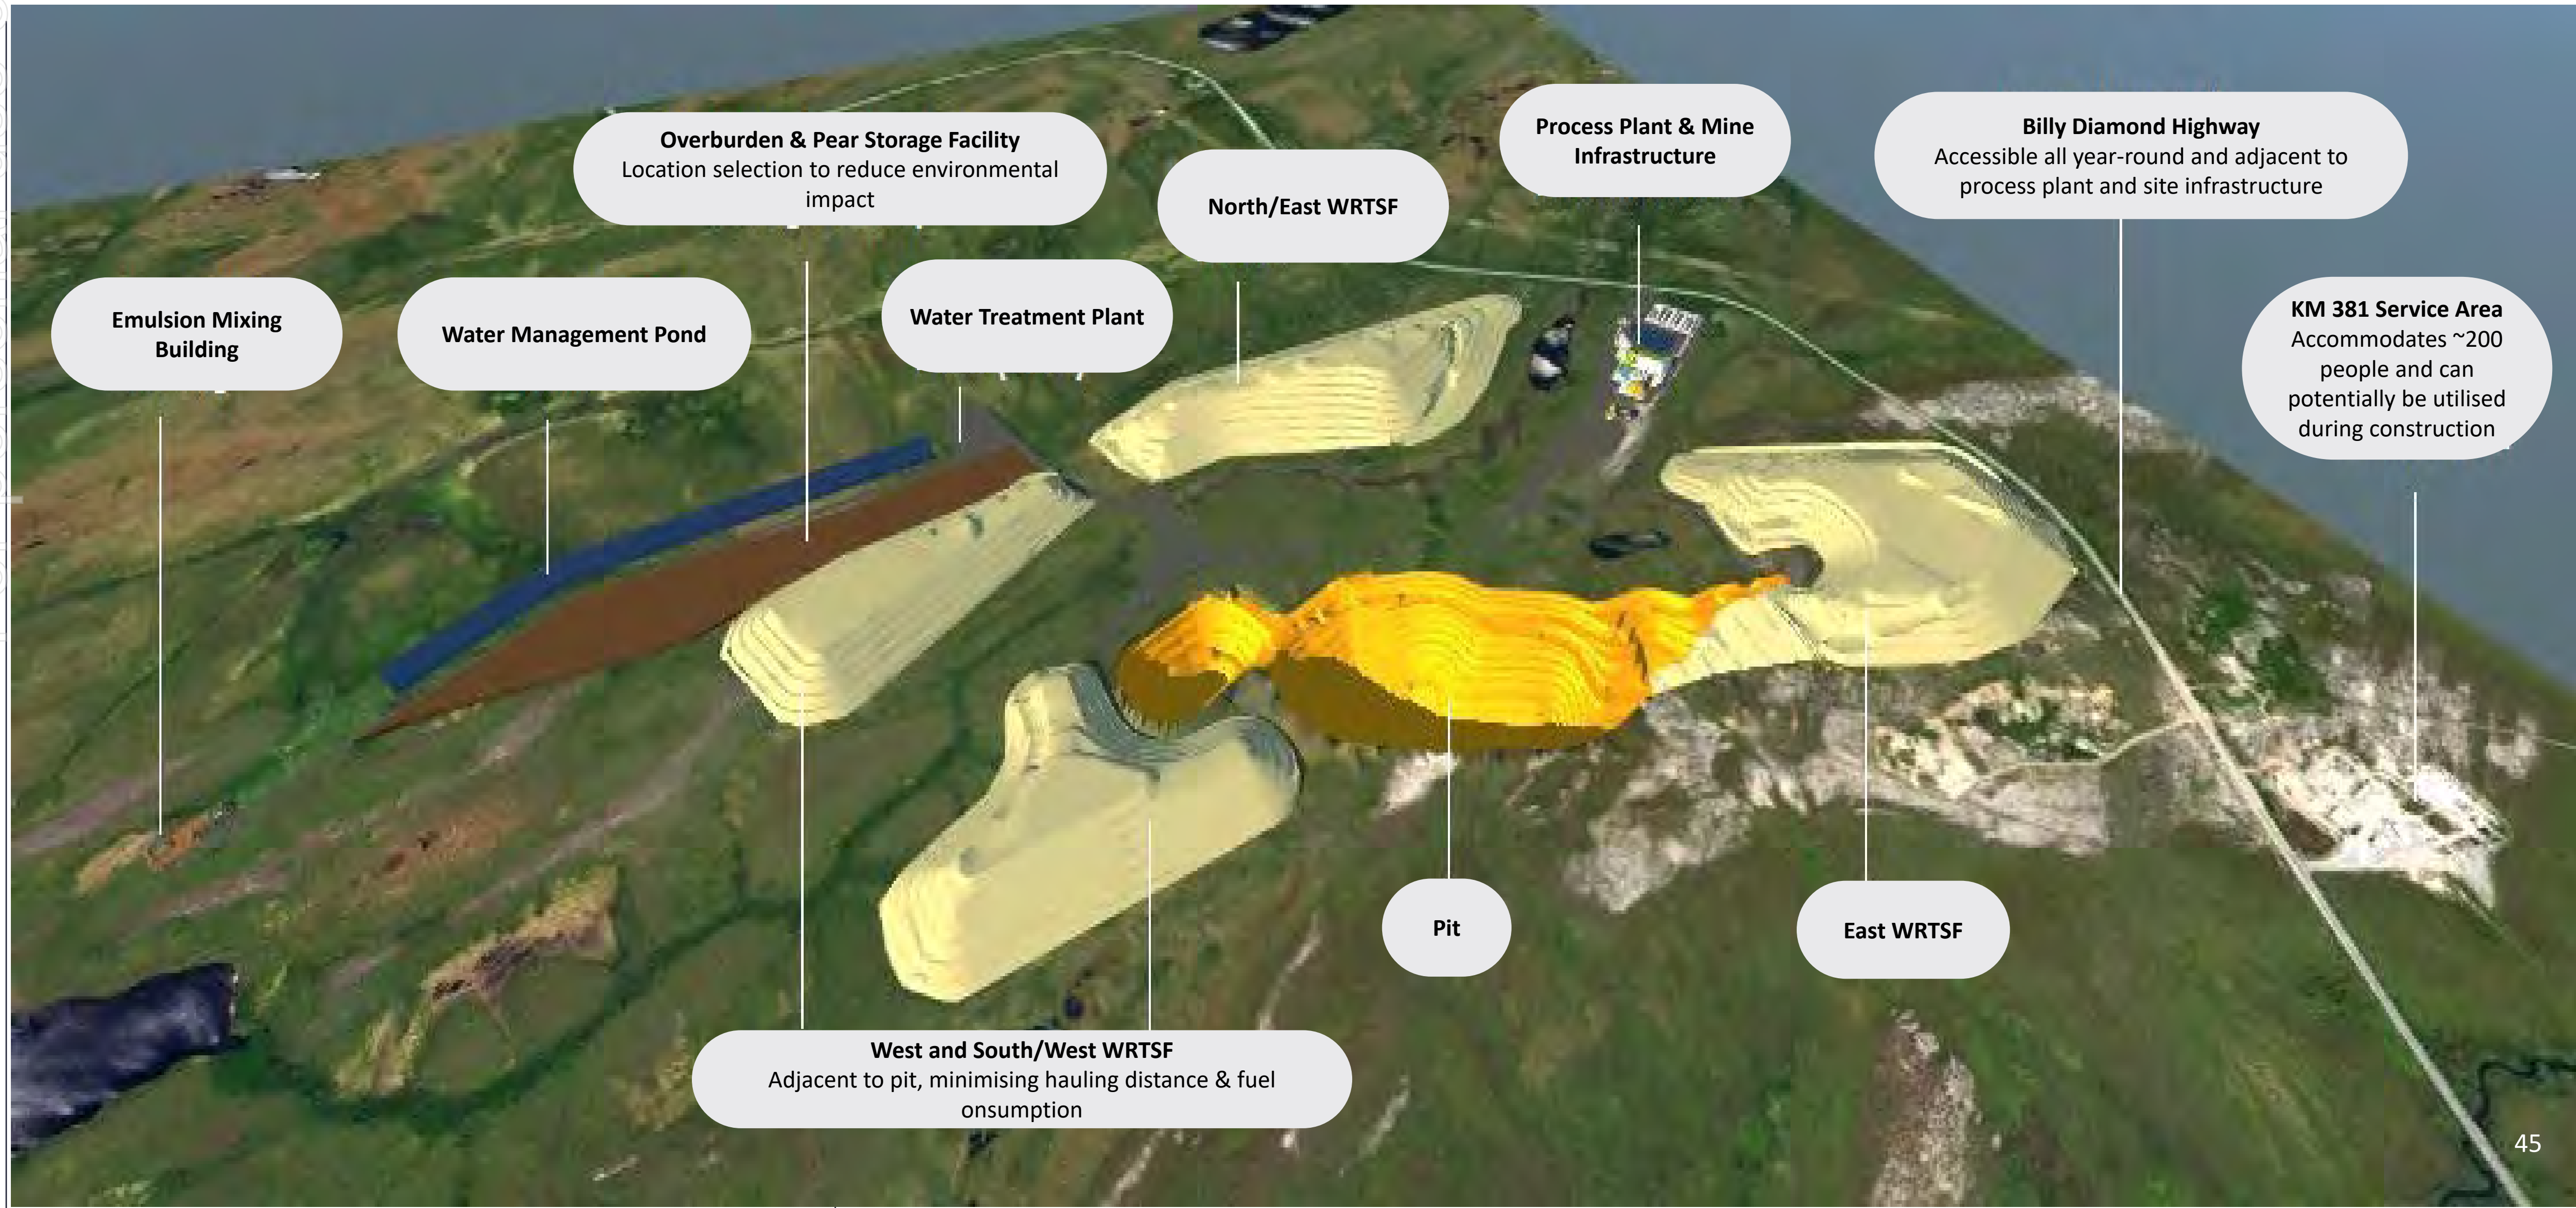 Overburden & Pear Storage Facility
Location selection to reduce environmental
impact
Process Plant & Mine
Infrastructure
Billy Diamond Highway
Accessible all year-round and adjacent to
process plant and site infrastructure
North/East WRTSF
Emulsion Mixing
Building
Water Management Pond
Water Treatment Plant
KM 381 Service Area
Accommodates ~200
people and can
potentially be utilised
during construction
Pit
East WRTSF
West and South/West WRTSF
Adjacent to pit, minimising hauling distance & fuel
onsumption
45